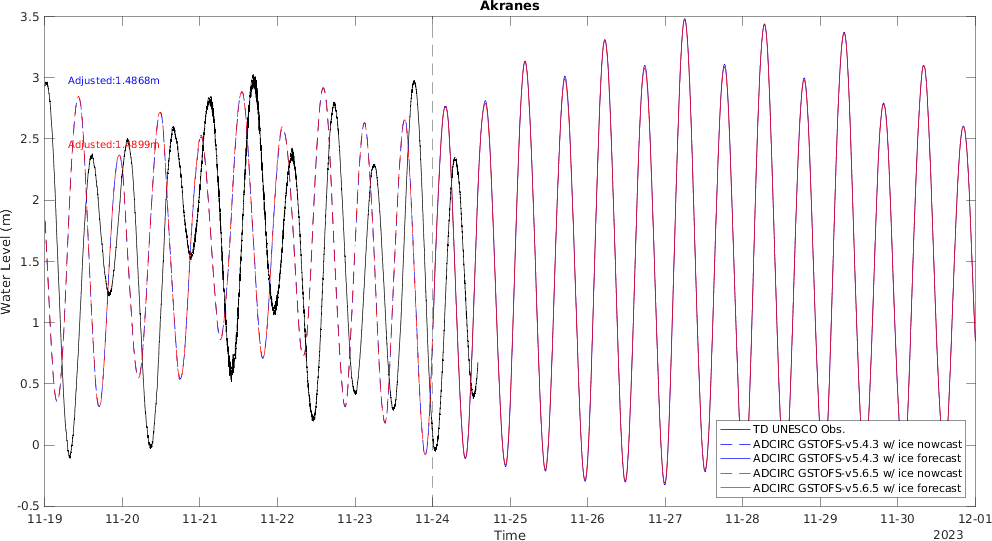 Akranes
3.5
3
2.5
2
1.5
1
0.5
0
-0.5
Water Level (m)
Adjusted:1.4868m
Adjusted:1.4899m
TD UNESCO Obs.
ADCIRC GSTOFS-v5.4.3 w/ ice nowcast
ADCIRC GSTOFS-v5.4.3 w/ ice forecast
ADCIRC GSTOFS-v5.6.5 w/ ice nowcast
ADCIRC GSTOFS-v5.6.5 w/ ice forecast
11-19 11-20 11-21 11-22 11-23 11-24 11-25 11-26 11-27 11-28 11-29 11-30 12-01
Time
2023